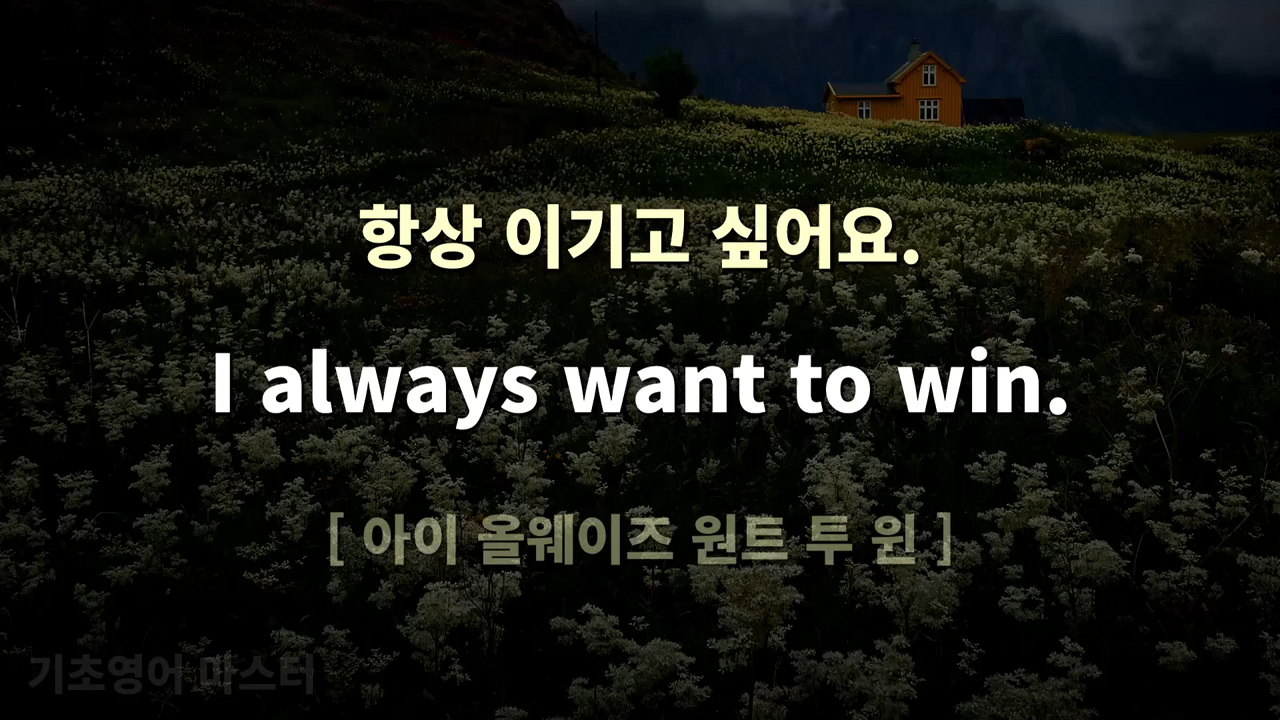 항상 이기고 싶어요.
I always want to win.
[ 아이 올웨이즈 원트 투 윈 ]
기초영어 마스터